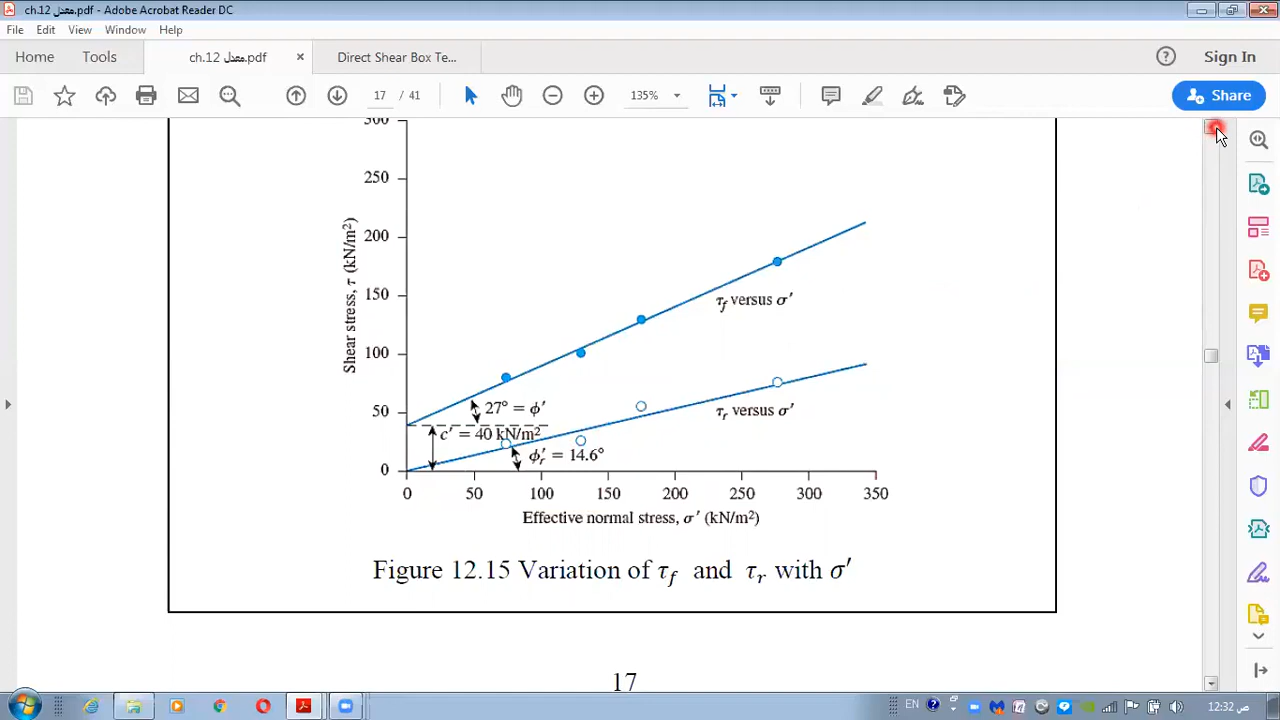 ch.12 معدل.pdf - Adobe Acrobat Reader DC
File Edit View Window Help
Home Tools ch.12 معدل.pdf × Direct Shear Box Te... ? Sign In
17 / 41 135% Share
300
250
200
150
100
50
0
Shear stress, τ (kN/m²)
τf versus σ′
27° = ϕ′
c′ = 40 kN/m²
τr versus σ′
ϕ′r = 14.6°
0 50 100 150 200 250 300 350
Effective normal stress, σ′ (kN/m²)
Figure 12.15 Variation of τf and τr with σ′
17
EN 12:32 ص